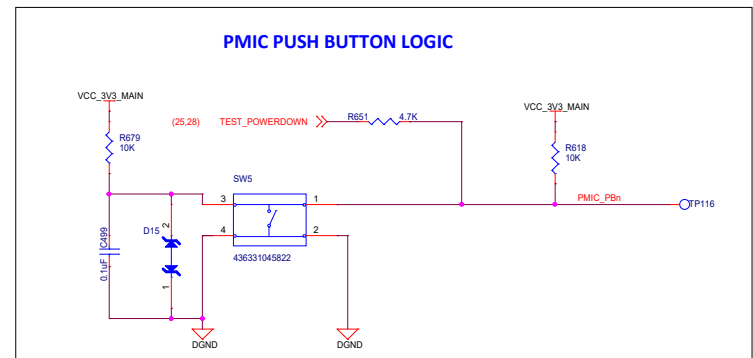 PMIC PUSH BUTTON LOGIC
VCC_3V3_MAIN
VCC_3V3_MAIN
(25,28) TEST_POWERDOWN
R651 4.7K
R679
10K
R618
10K
SW5
3 1
PMIC_PBn
TP116
C499
0.1uF
D15
2
1
4 2
436331045822
DGND
DGND